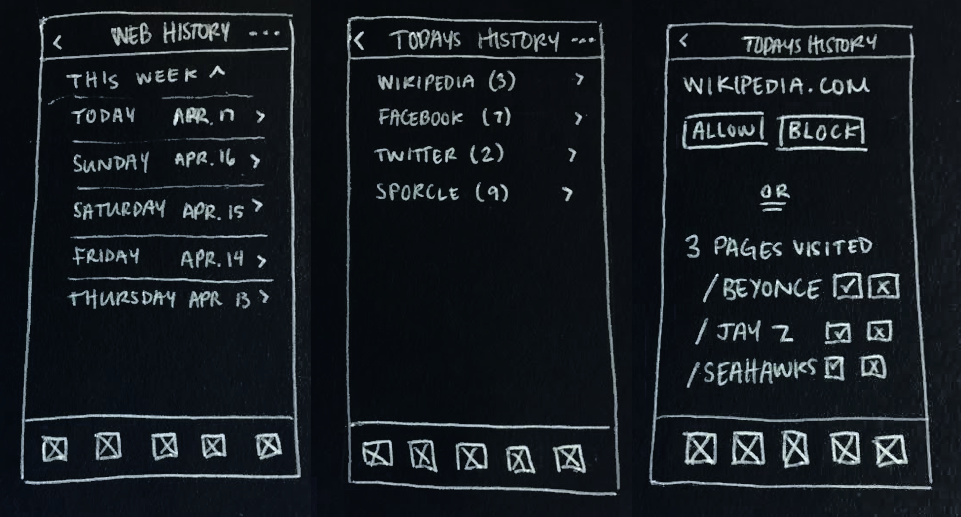 < WEB HISTORY ...
THIS WEEK ^
TODAY APR. 17 >
SUNDAY APR. 16 >
SATURDAY APR. 15 >
FRIDAY APR. 14 >
THURSDAY APR 13 >
< TODAYS HISTORY ...
WIKIPEDIA (3) >
FACEBOOK (7) >
TWITTER (2) >
SPORCLE (9) >
< TODAYS HISTORY
WIKIPEDIA.COM
ALLOW BLOCK
OR
3 PAGES VISITED
/BEYONCE
/JAY Z
/SEAHAWKS